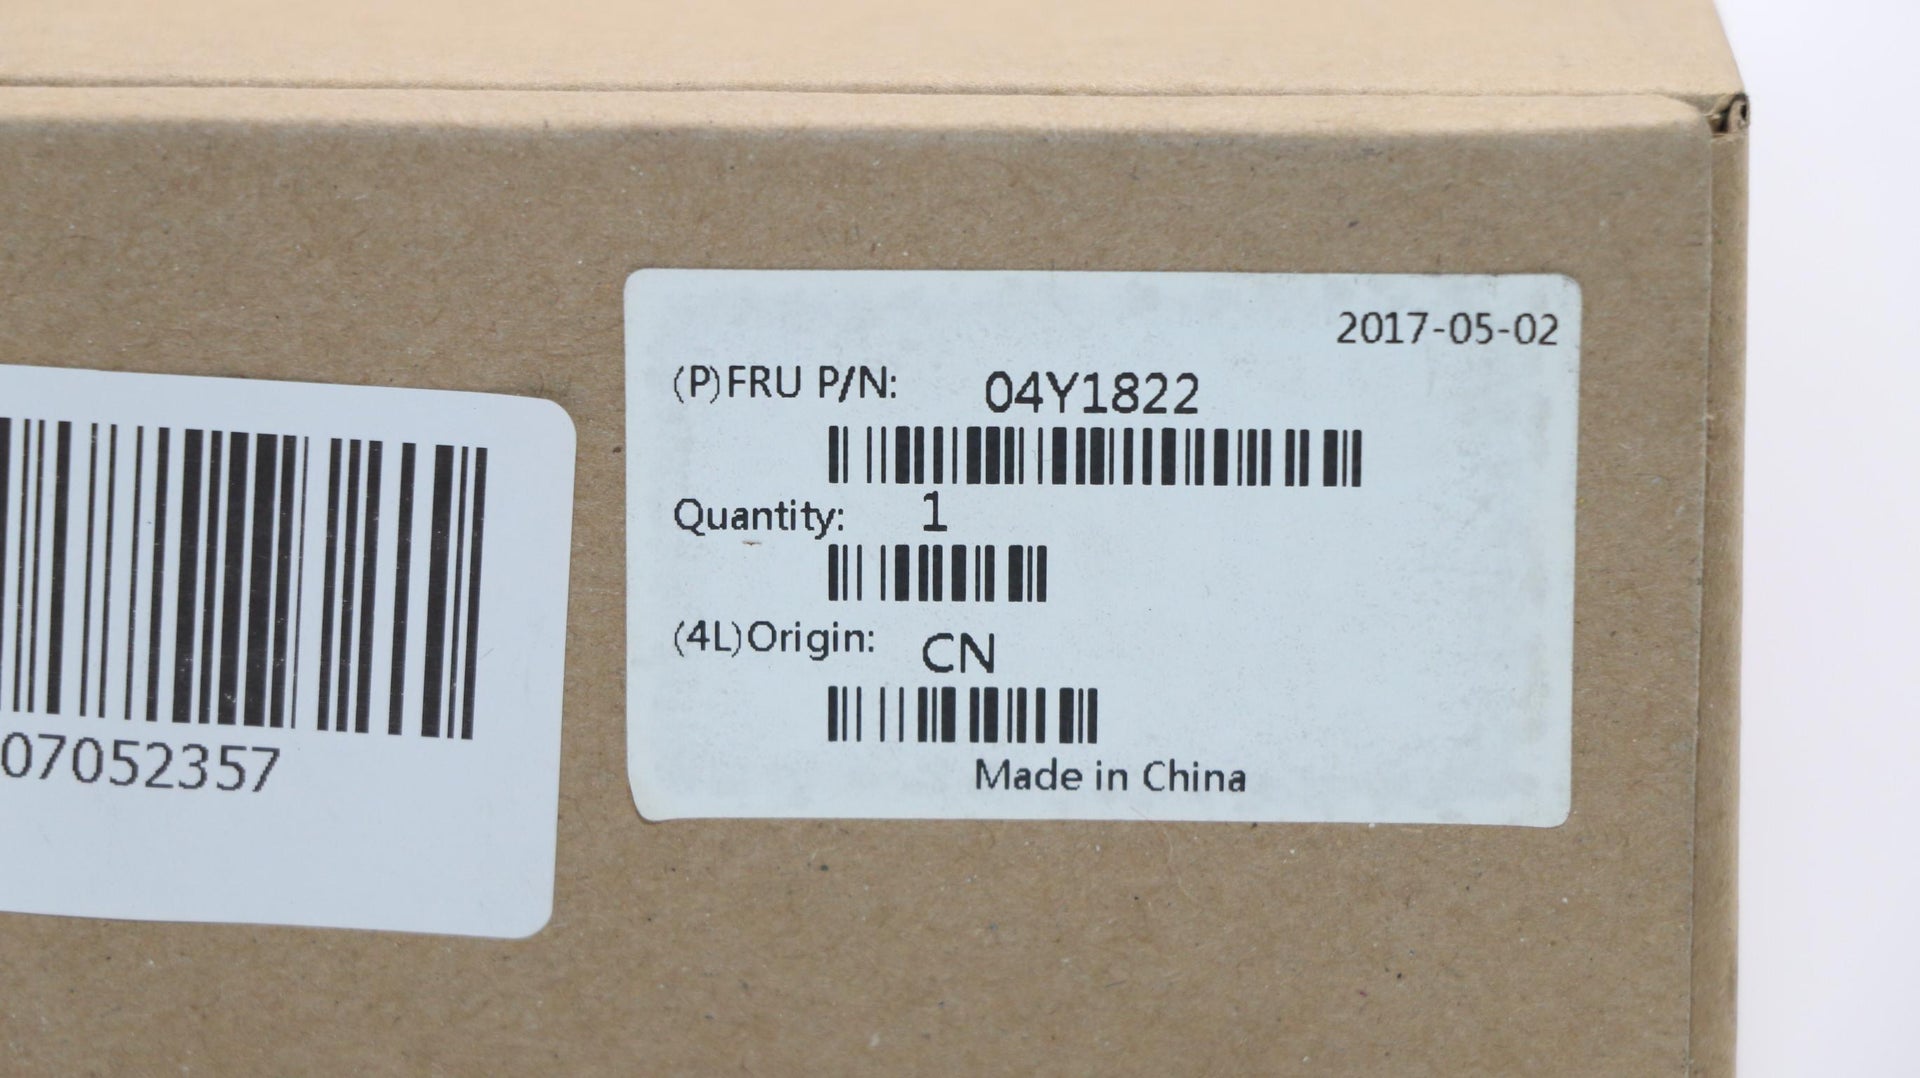 2017-05-02
(P)FRU P/N: 04Y1822
Quantity: 1
(4L)Origin: CN
Made in China
07052357